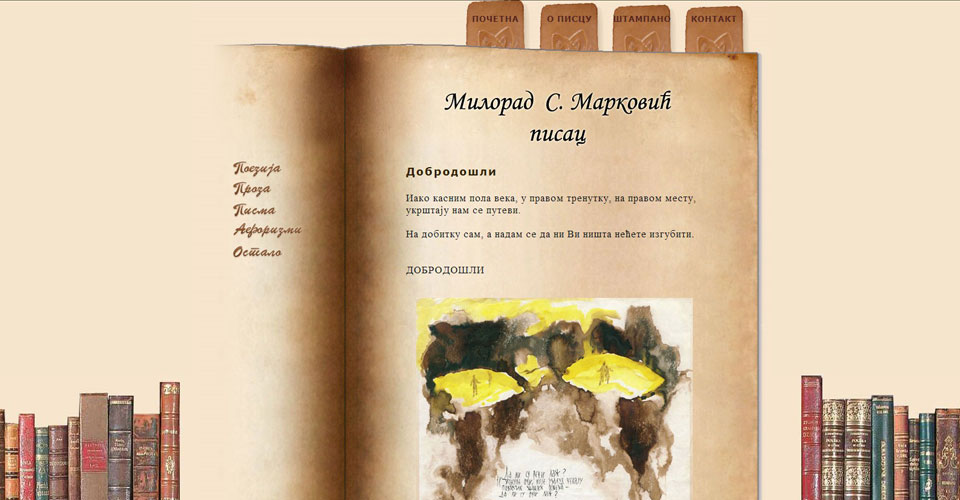 ПОЧЕТНА
О ПИСЦУ
ШТАМПАНО
КОНТАКТ
Милорад С. Марковић
писац
Поезија
Проза
Писма
Афоризми
Остало
Добродошли
Иако касним пола века, у правом тренутку, на правом месту,
укрштају нам се путеви.
На добитку сам, а надам се да ни Ви ништа нећете изгубити.
ДОБРОДОШЛИ